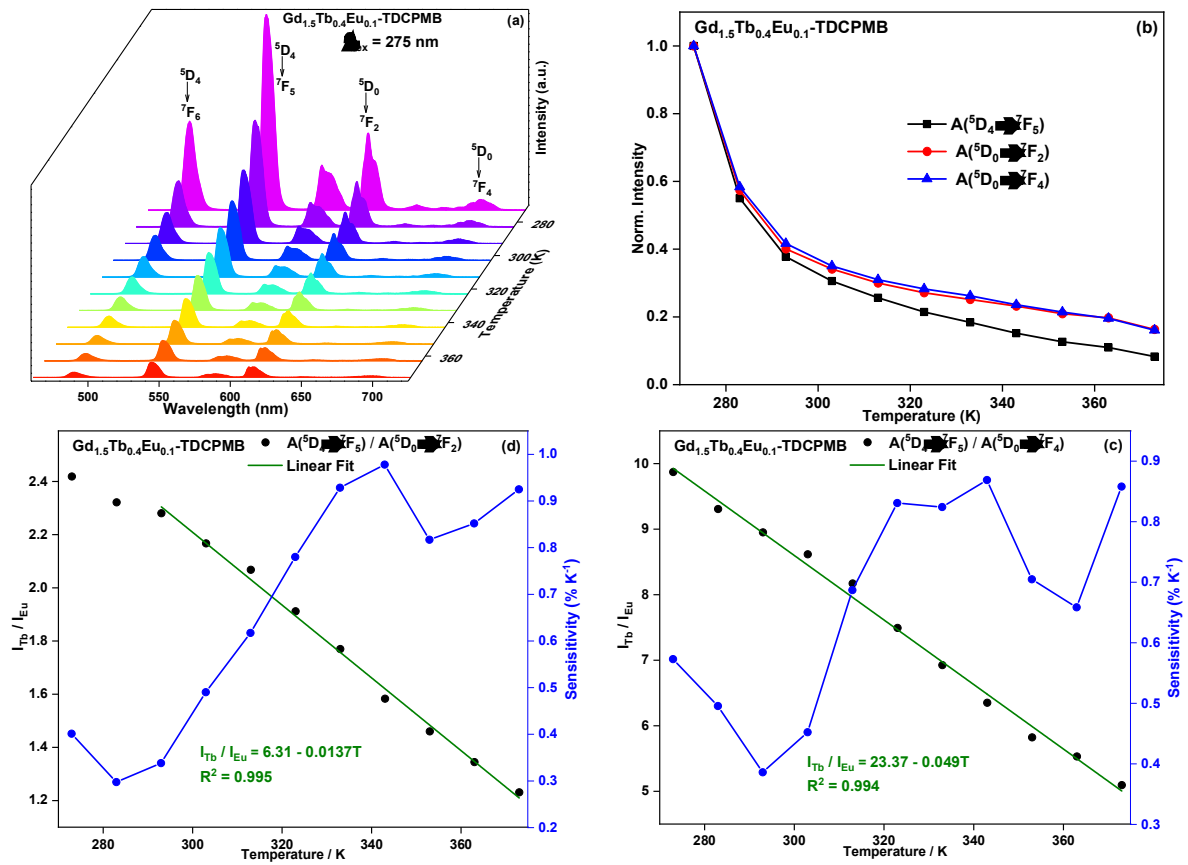 Gd1.5Tb0.4Eu0.1-TDCPMB (a)
ex = 275 nm
5D4
7F6
5D4
7F5
5D0
7F2
5D0
7F4
Intensity (a.u.)
280
300
320
340
360
Temperature (K)
500 550 600 650 700
Wavelength (nm)
Gd1.5Tb0.4Eu0.1-TDCPMB (b)
A(5D4➡7F5)
A(5D0➡7F2)
A(5D0➡7F4)
Norm. Intensity
1.0
0.8
0.6
0.4
0.2
0.0
280 300 320 340 360
Temperature (K)
Gd1.5Tb0.4Eu0.1-TDCPMB A(5D4➡7F5) / A(5D0➡7F2) (d)
Linear Fit
ITb / IEu
2.4
2.2
2.0
1.8
1.6
1.4
1.2
ITb / IEu = 6.31 - 0.0137T
R2 = 0.995
1.0
0.9
0.8
0.7
0.6
0.5
0.4
0.3
0.2
Sensisitivity (% K-1)
280 300 320 340 360
Temperature / K
Gd1.5Tb0.4Eu0.1-TDCPMB A(5D4➡7F5) / A(5D0➡7F4) (c)
Linear Fit
ITb / IEu
10
9
8
7
6
5
ITb / IEu = 23.37 - 0.049T
R2 = 0.994
0.9
0.8
0.7
0.6
0.5
0.4
0.3
Sensisitivity (% K-1)
280 300 320 340 360
Temperature / K